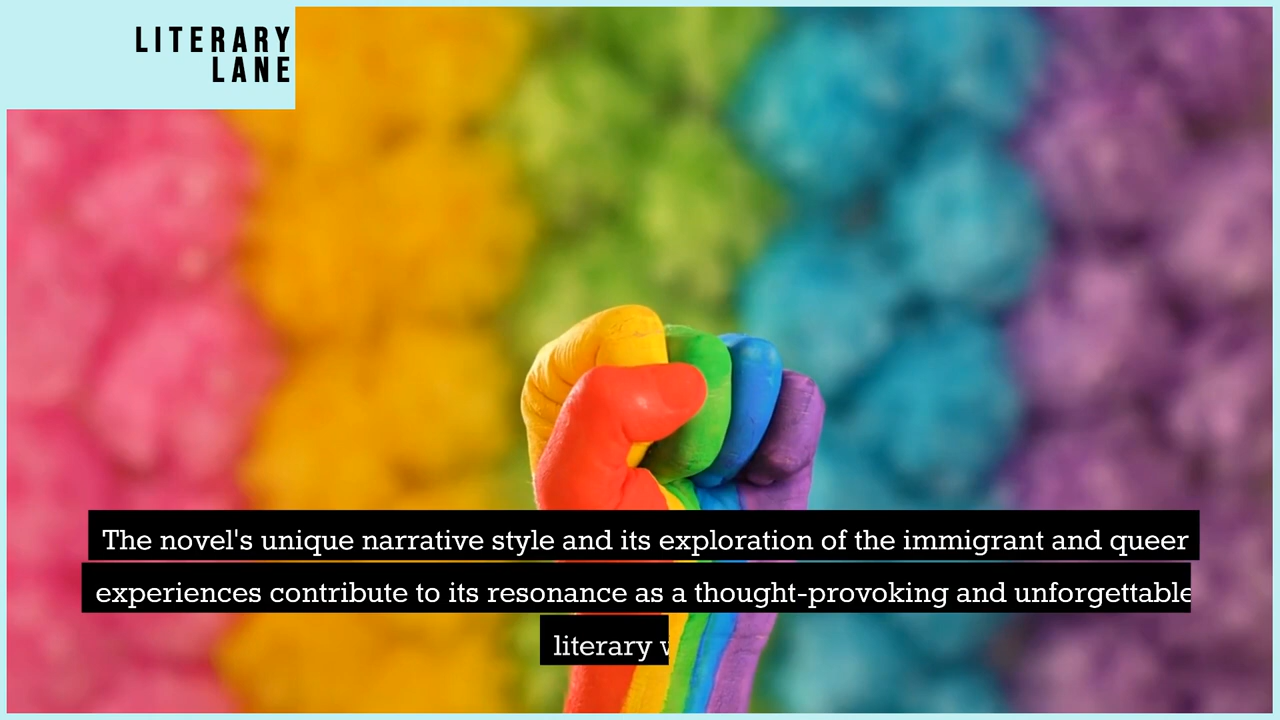 LITERARY
LANE
The novel's unique narrative style and its exploration of the immigrant and queer
experiences contribute to its resonance as a thought-provoking and unforgettable
literary